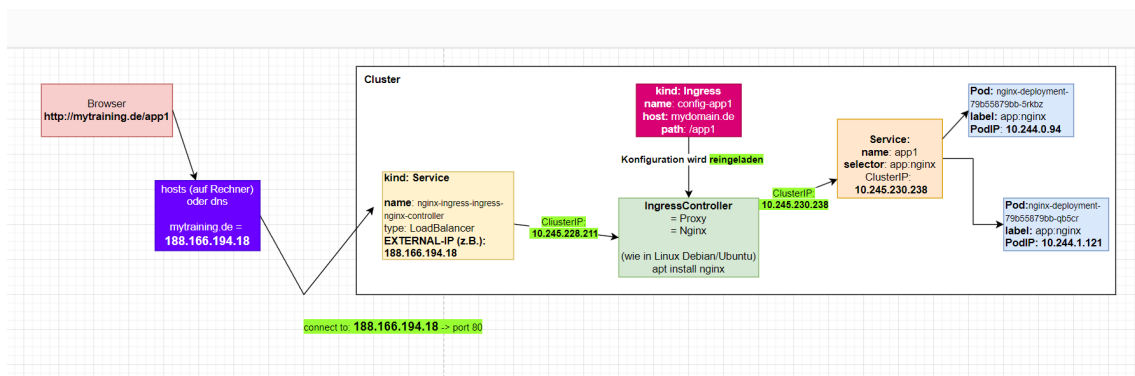 Browser
http://mytraining.de/app1
hosts (auf Rechner)
oder dns
mytraining.de =
188.166.194.18
connect to: 188.166.194.18 -> port 80
Cluster
kind: Service
name: nginx-ingress-ingress-
nginx-controller
type: LoadBalancer
EXTERNAL-IP (z.B.):
188.166.194.18
CliusterIP:
10.245.228.211
kind: Ingress
name: config-app1
host: mydomain.de
path: /app1
Konfiguration wird reingeladen
IngressController
= Proxy
= Nginx
(wie in Linux Debian/Ubuntu)
apt install nginx
ClusterIP:
10.245.230.238
Service:
name: app1
selector: app:nginx
ClusterIP:
10.245.230.238
Pod: nginx-deployment-
79b55879bb-5rkbz
label: app:nginx
PodIP: 10.244.0.94
Pod:nginx-deployment-
79b55879bb-qb5cr
label: app:nginx
PodIP: 10.244.1.121